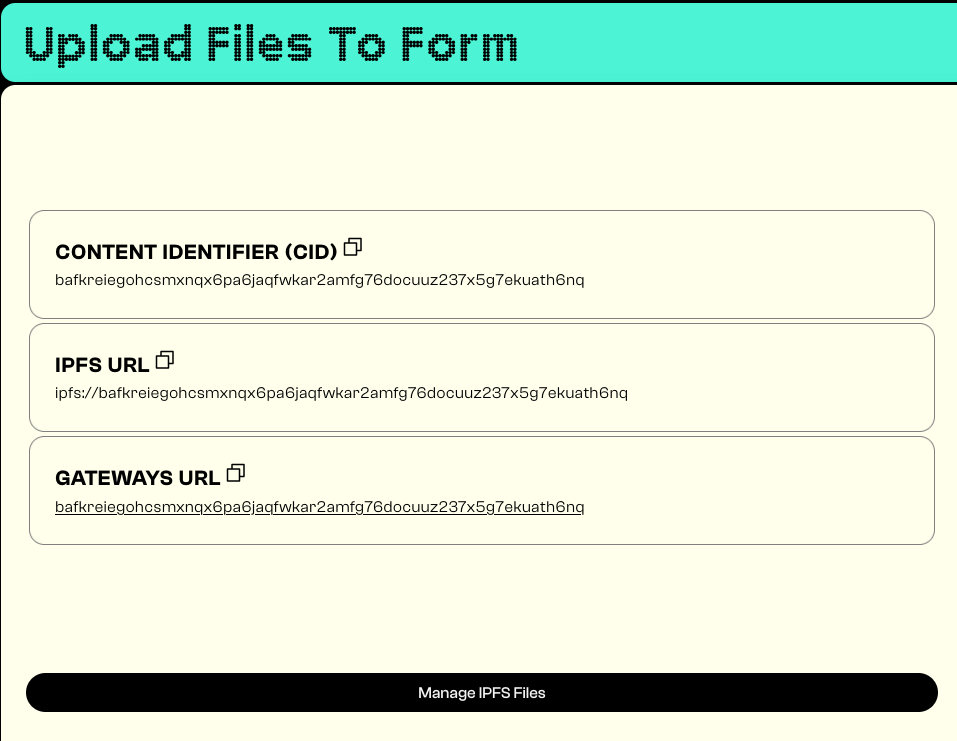 Upload Files To Form
CONTENT IDENTIFIER (CID)
bafkreiegohcsmxnqx6pa6jaqfwkar2amfg76docuuz237x5g7ekuath6nq
IPFS URL
ipfs://bafkreiegohcsmxnqx6pa6jaqfwkar2amfg76docuuz237x5g7ekuath6nq
GATEWAYS URL
bafkreiegohcsmxnqx6pa6jaqfwkar2amfg76docuuz237x5g7ekuath6nq
Manage IPFS Files